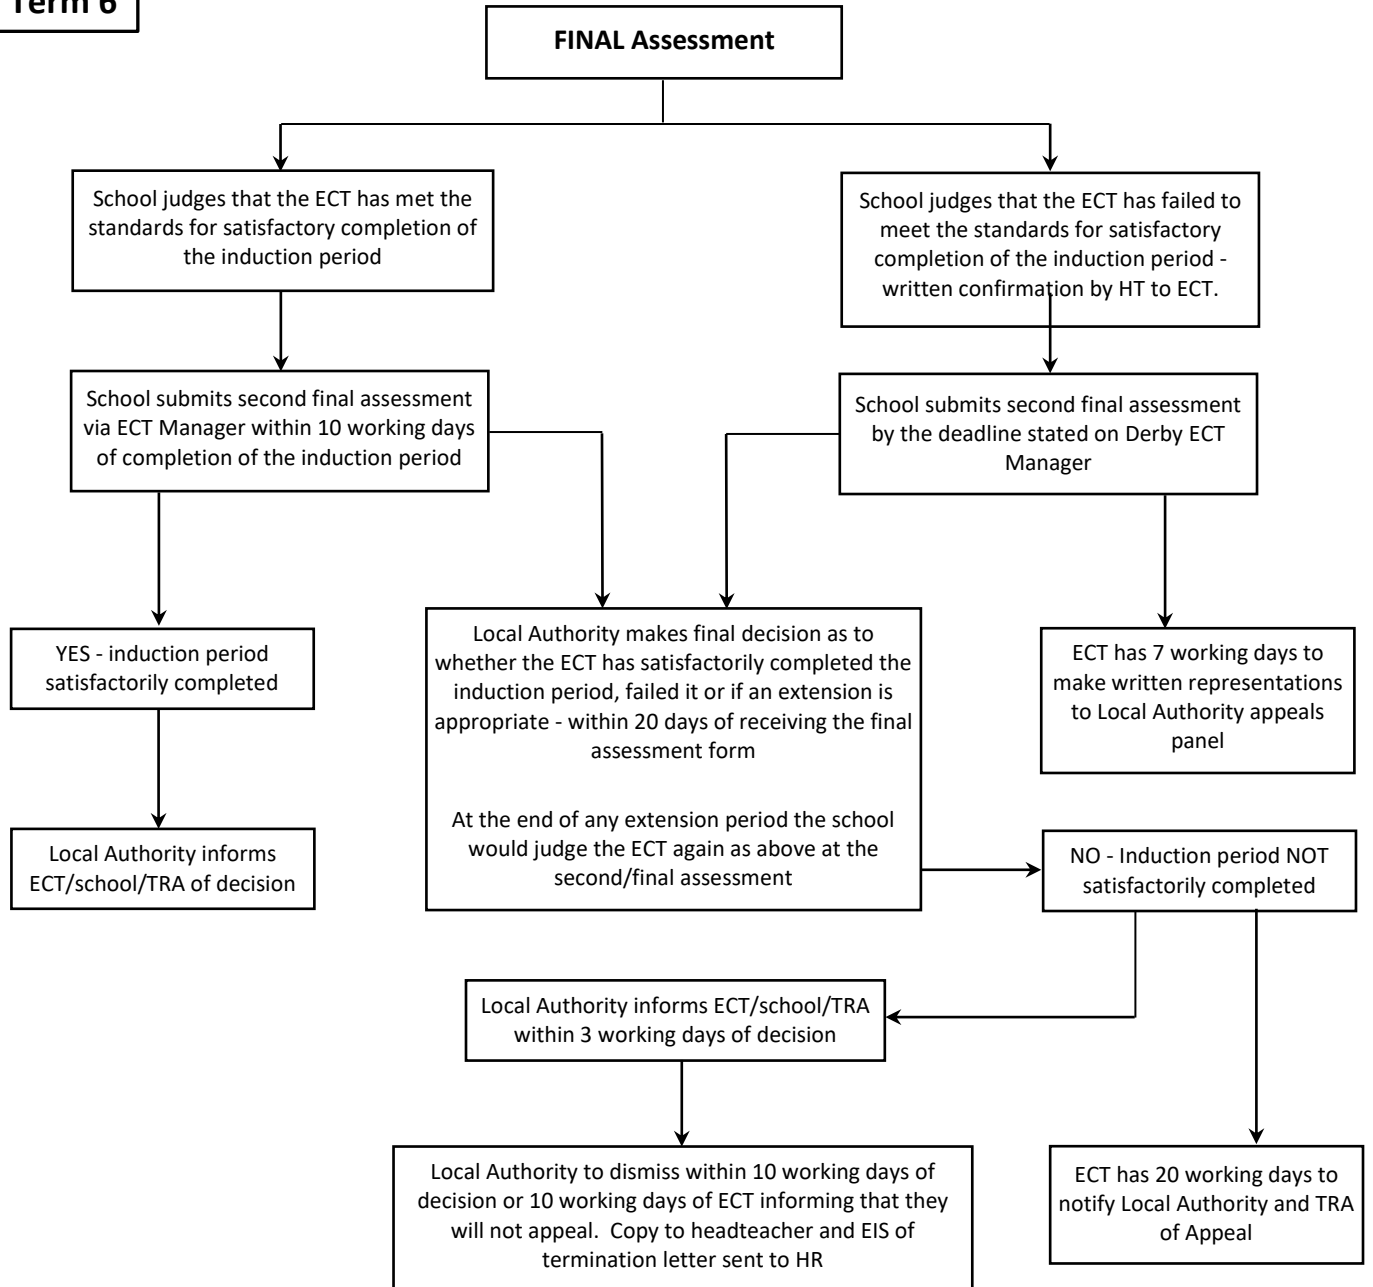 Term 6
FINAL Assessment
School judges that the ECT has met the
standards for satisfactory completion of
the induction period
School judges that the ECT has failed to
meet the standards for satisfactory
completion of the induction period -
written confirmation by HT to ECT.
School submits second final assessment
via ECT Manager within 10 working days
of completion of the induction period
School submits second final assessment
by the deadline stated on Derby ECT
Manager
YES - induction period
satisfactorily completed
Local Authority makes final decision as to
whether the ECT has satisfactorily completed the
induction period, failed it or if an extension is
appropriate - within 20 days of receiving the final
assessment form
At the end of any extension period the school
would judge the ECT again as above at the
second/final assessment
ECT has 7 working days to
make written representations
to Local Authority appeals
panel
Local Authority informs
ECT/school/TRA of decision
NO - Induction period NOT
satisfactorily completed
Local Authority informs ECT/school/TRA
within 3 working days of decision
Local Authority to dismiss within 10 working days of
decision or 10 working days of ECT informing that they
will not appeal.  Copy to headteacher and EIS of
termination letter sent to HR
ECT has 20 working days to
notify Local Authority and TRA
of Appeal